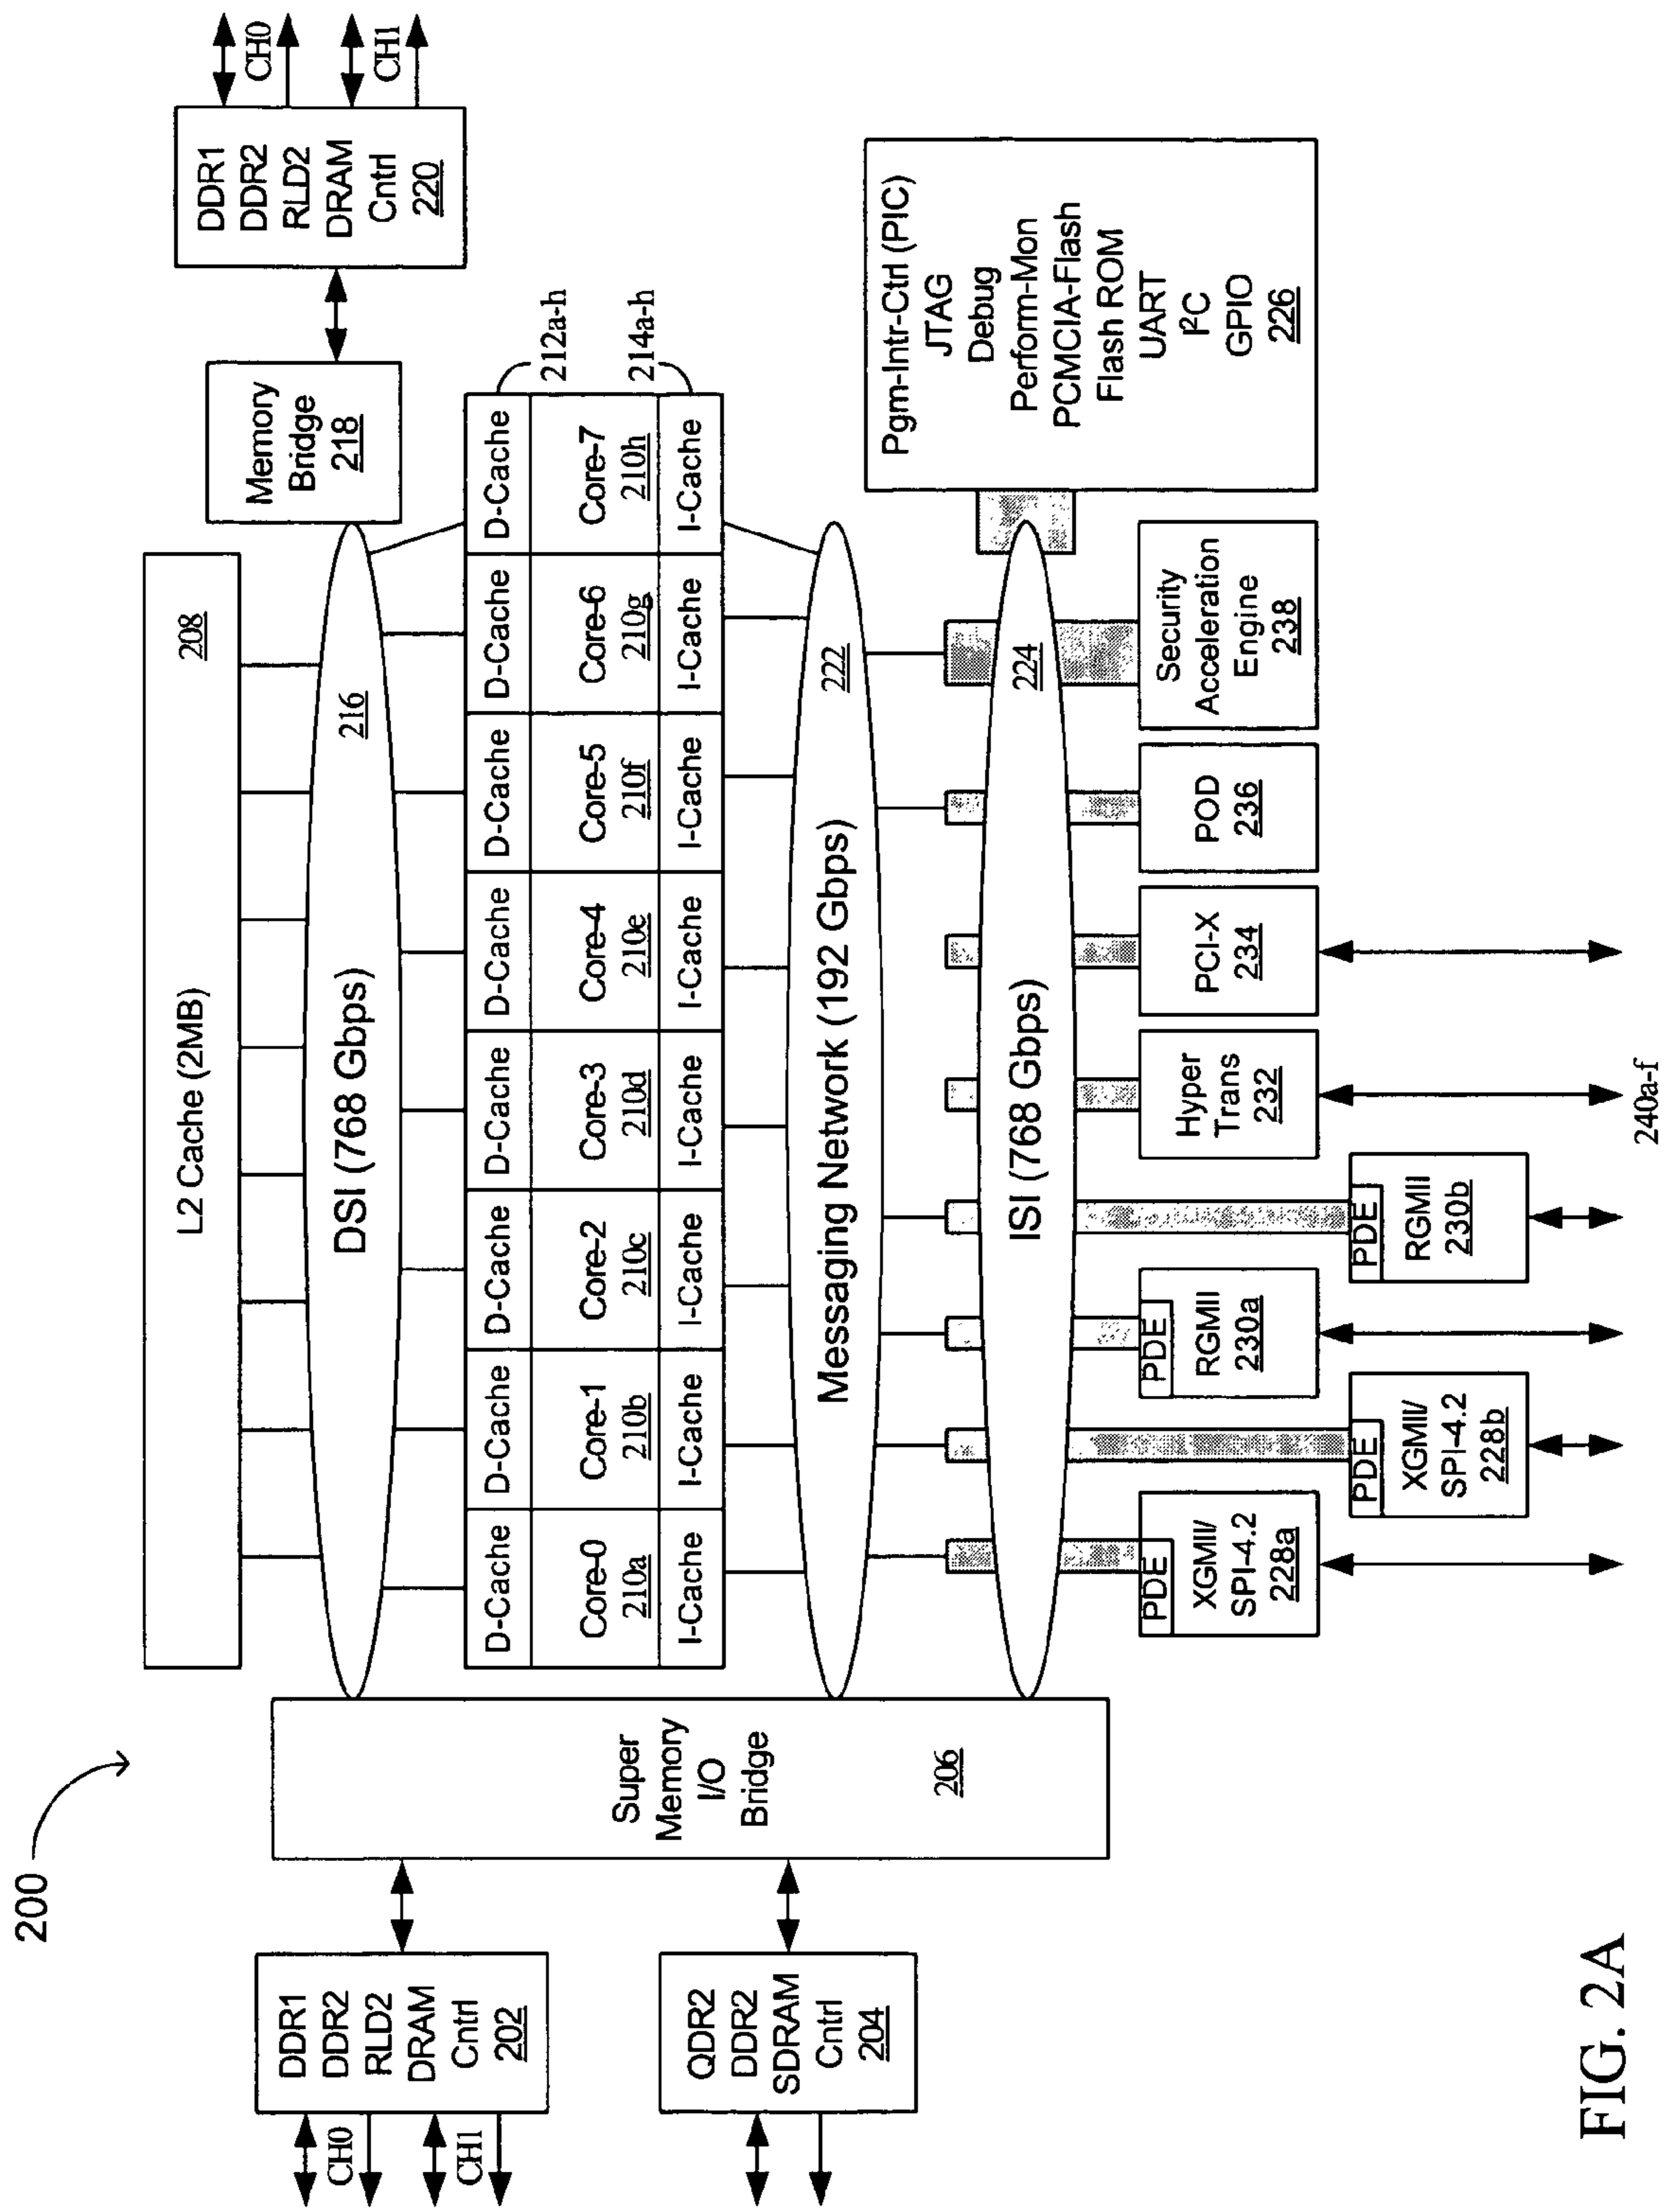 200
DDR1
DDR2
RLD2
DRAM
Cntrl
202
CH0
CH1
QDR2
DDR2
SDRAM
Cntrl
204
Super
Memory
I/O
Bridge
206
L2 Cache (2MB)
208
DSI (768 Gbps)
216
Memory
Bridge
218
DDR1
DDR2
RLD2
DRAM
Cntrl
220
CH0
CH1
D-Cache
D-Cache
D-Cache
D-Cache
D-Cache
D-Cache
D-Cache
D-Cache
212a-h
Core-0
210a
Core-1
210b
Core-2
210c
Core-3
210d
Core-4
210e
Core-5
210f
Core-6
210g
Core-7
210h
I-Cache
I-Cache
I-Cache
I-Cache
I-Cache
I-Cache
I-Cache
I-Cache
214a-h
Messaging Network (192 Gbps)
222
ISI (768 Gbps)
224
Pgm-Intr-Ctrl (PIC)
JTAG
Debug
Perform-Mon
PCMCIA-Flash
Flash ROM
UART
I²C
GPIO
226
PDE
XGMII/
SPI-4.2
228a
PDE
XGMII/
SPI-4.2
228b
PDE
RGMII
230a
PDE
RGMII
230b
Hyper
Trans
232
PCI-X
234
POD
236
Security
Acceleration
Engine
238
240a-f
FIG. 2A